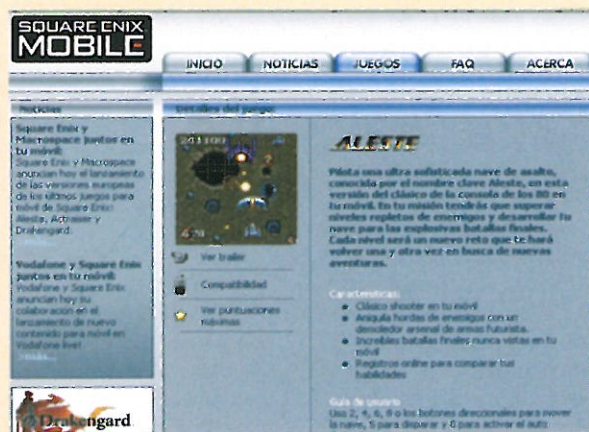 SQUARE ENIX
MOBILE
INICIO
NOTICIAS
JUEGOS
FAQ
ACERCA
Noticias
Square Enix y
Macrospace juntos en
tu móvil
Square Enix y Macrospace
anuncian hoy el lanzamiento
de las versiones europeas
de los últimos juegos para
móvil de Square Enix:
Aleste, Actraiser y
Drakengard.
Vodafone y Square Enix
juntos en tu móvil
Vodafone y Square Enix
anuncian hoy su
colaboracion en el
lanzamiento de nuevo
contenido para móvil en
Vodafone live!
Drakengard
Detalles del juego:
Ver trailer
Compatibilidad
Ver puntuaciones
máximas
ALESTE
Pilota una ultra sofisticada nave de asalto,
conocida por el nombre clave Aleste, en esta
versión del clásico de la consola de los 80 en
tu móvil. En tu misión tendrás que superar
niveles repletos de enemigos y desarrollar tu
nave para las explosivas batallas finales.
Cada nivel será un nuevo reto que te hará
volver una y otra vez en busca de nuevas
aventuras.
Características:
Clásico shooter en tu móvil
Aniquila hordas de enemigos con un
demoledor arsenal de armas futurista.
Increíbles batallas finales nunca vistas en tu
móvil
Registros online para comparar tus
habilidades
Guía de usuario
Usa 2, 4, 6, 8 o los botones direccionales para mover
la nave, 5 para disparar y 0 para activar el auto